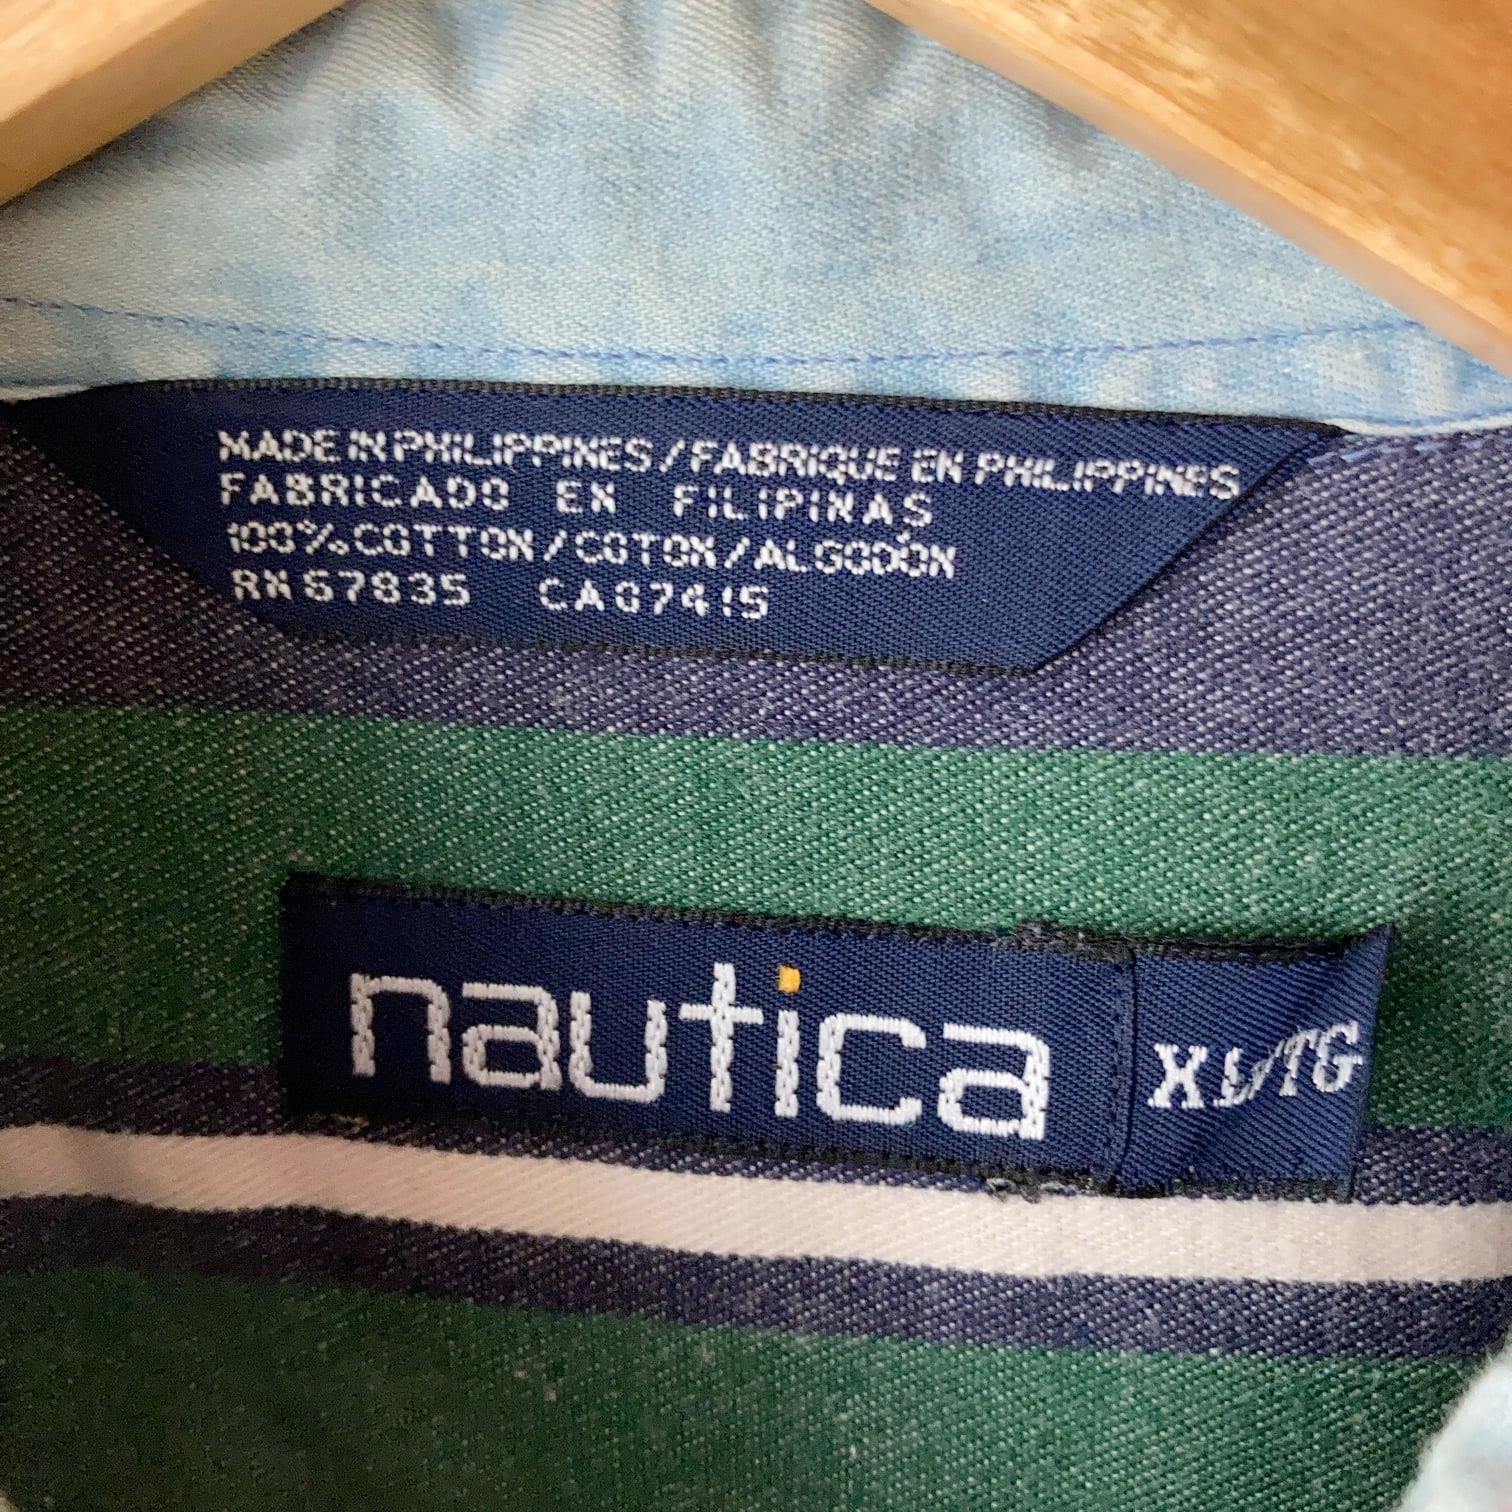 MADE IN PHILIPPINES/FABRIQUE EN PHILIPPINES
FABRICADO EN FILIPINAS
100% COTTON/COTON/ALGODÓN
RN 67835 CA 07415
nautica XL/TG